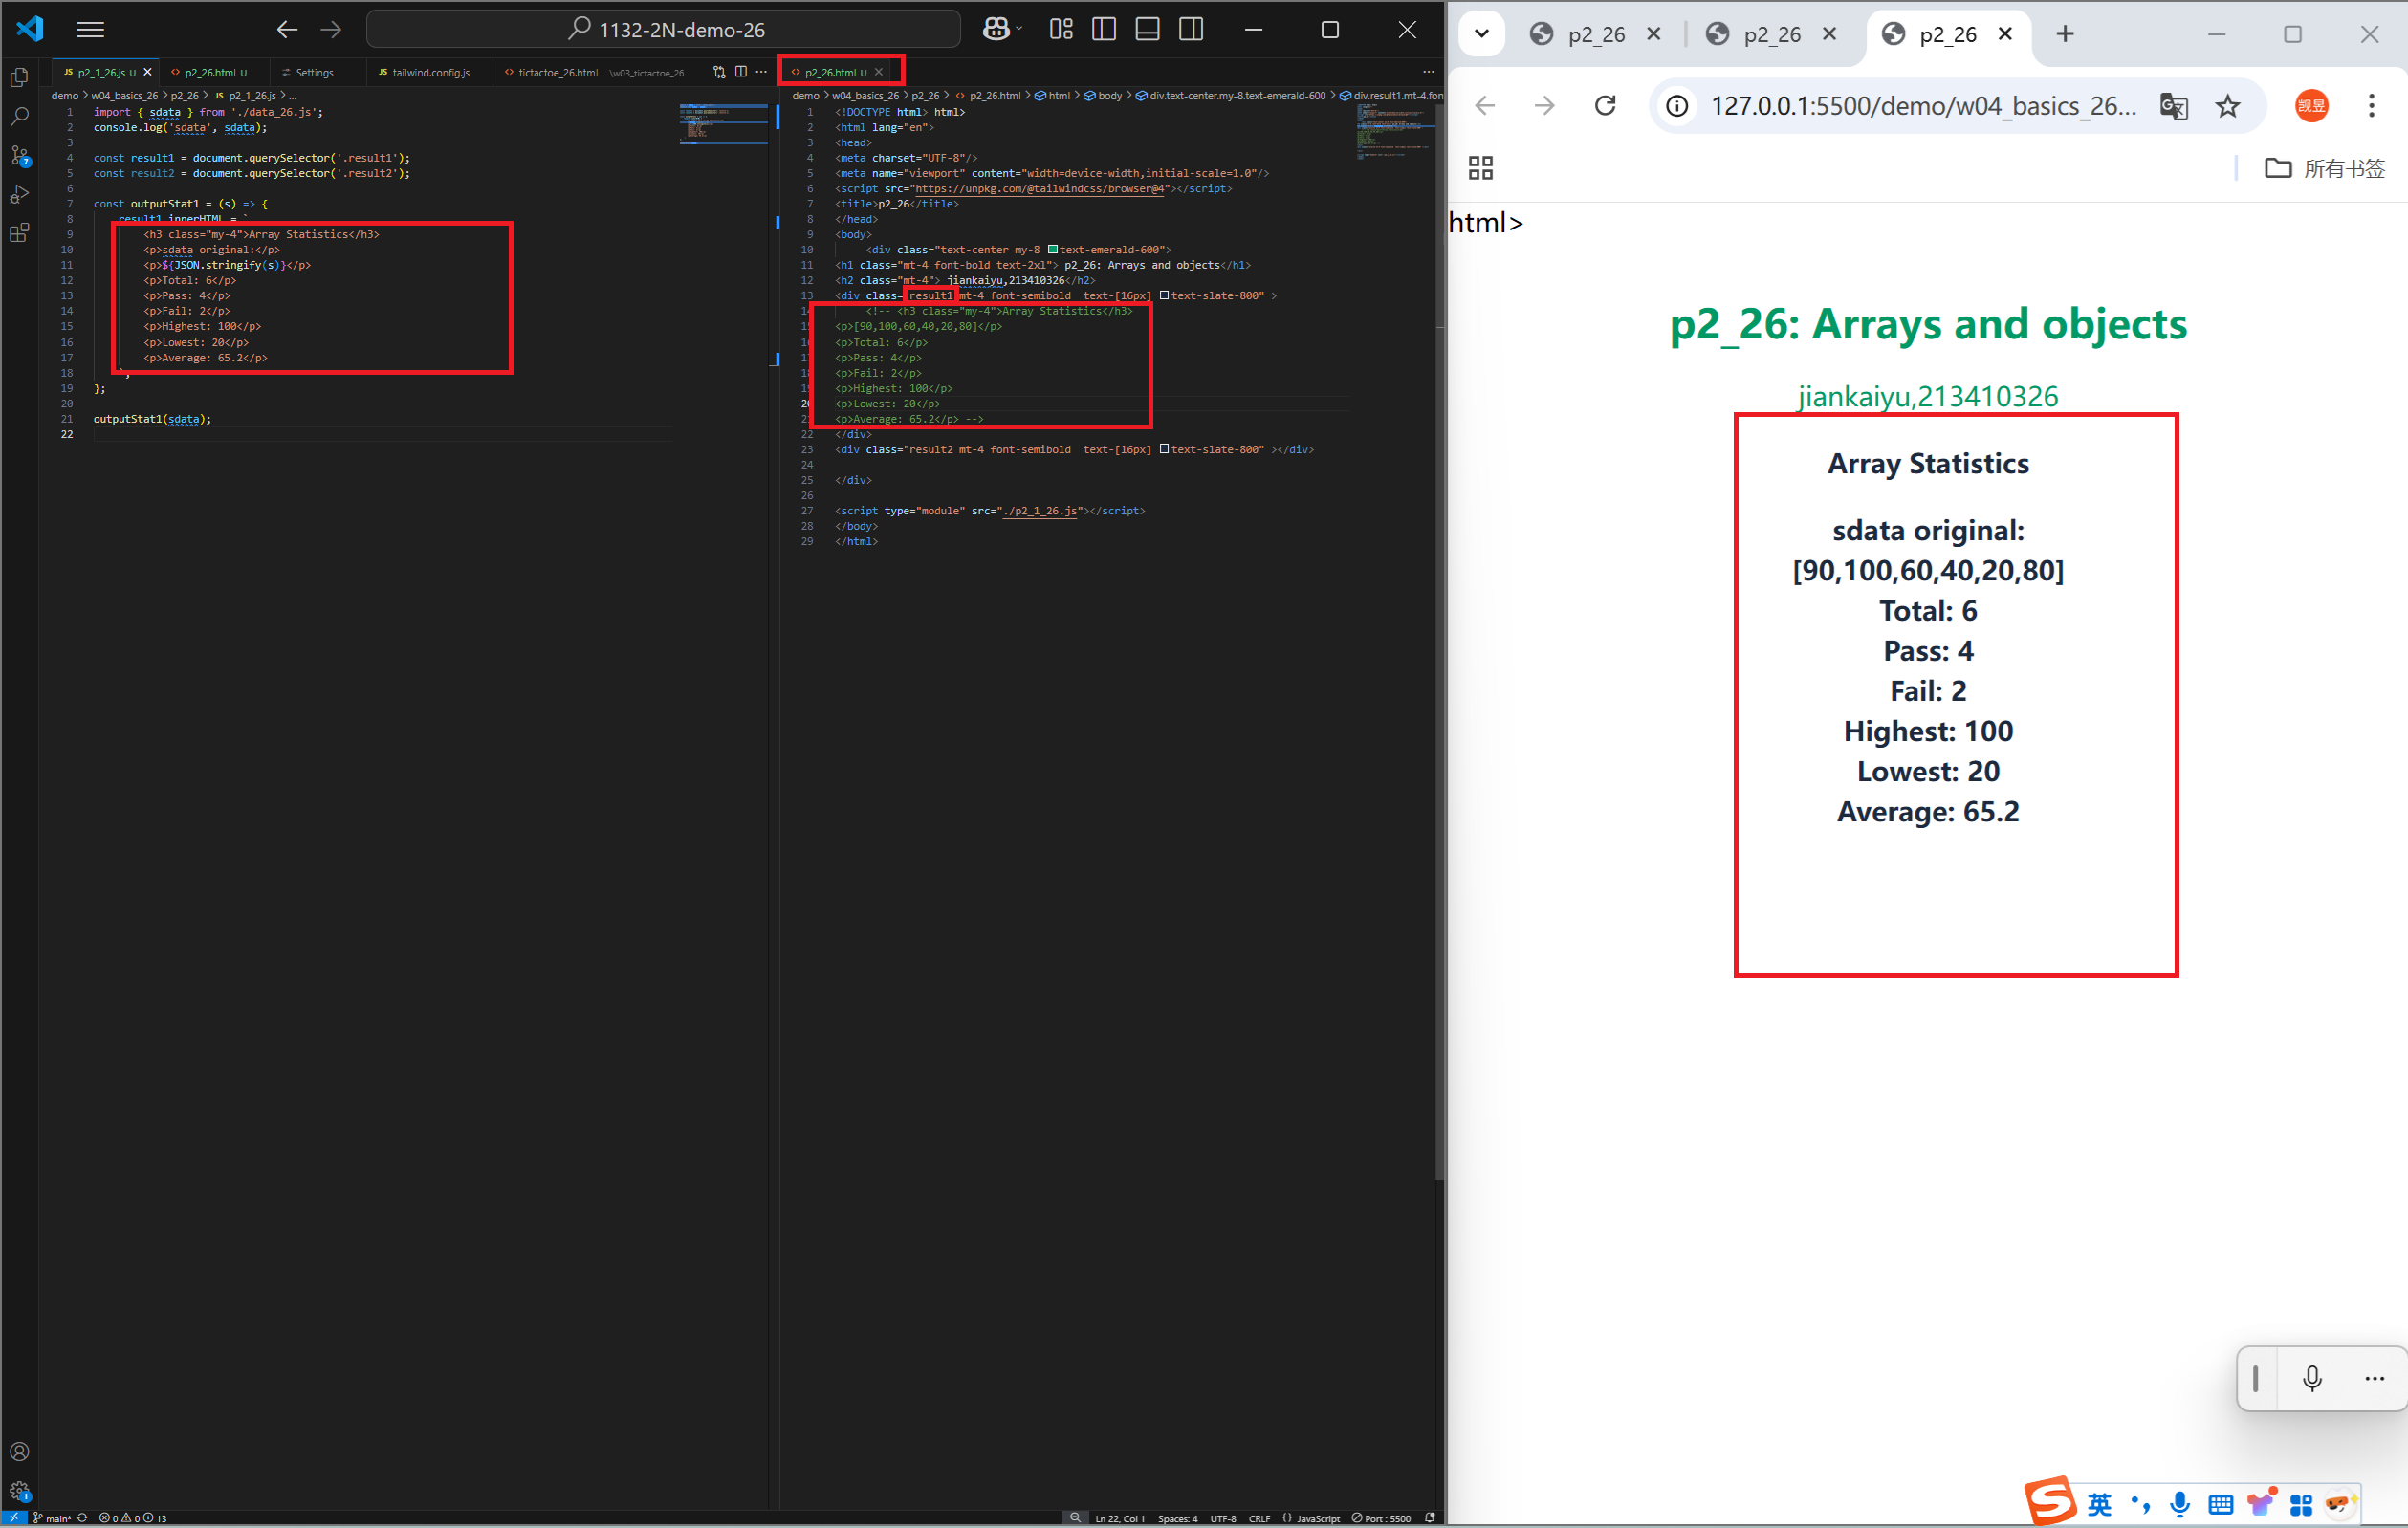 1132-2N-demo-26
JS p2_1_26.js U
<> p2_26.html U
Settings
JS tailwind.config.js
<> tictactoe_26.html ...\w03_tictactoe_26
demo > w04_basics_26 > p2_26 > JS p2_1_26.js > ...
1 import { sdata } from './data_26.js';
2 console.log('sdata', sdata);
3
4 const result1 = document.querySelector('.result1');
5 const result2 = document.querySelector('.result2');
6
7 const outputStat1 = (s) => {
8 result1.innerHTML = `
9 <h3 class="my-4">Array Statistics</h3>
10 <p>sdata original:</p>
11 <p>${JSON.stringify(s)}</p>
12 <p>Total: 6</p>
13 <p>Pass: 4</p>
14 <p>Fail: 2</p>
15 <p>Highest: 100</p>
16 <p>Lowest: 20</p>
17 <p>Average: 65.2</p>
18
19 };
20
21 outputStat1(sdata);
22
<> p2_26.html U
demo > w04_basics_26 > p2_26 > <> p2_26.html > html > body > div.text-center.my-8.text-emerald-600 > div.result1.mt-4.fon
1 <!DOCTYPE html> html>
2 <html lang="en">
3 <head>
4 <meta charset="UTF-8"/>
5 <meta name="viewport" content="width=device-width,initial-scale=1.0"/>
6 <script src="https://unpkg.com/@tailwindcss/browser@4"></script>
7 <title>p2_26</title>
8 </head>
9 <body>
10 <div class="text-center my-8 text-emerald-600">
11 <h1 class="mt-4 font-bold text-2xl"> p2_26: Arrays and objects</h1>
12 <h2 class="mt-4"> jiankaiyu,213410326</h2>
13 <div class="result1 mt-4 font-semibold  text-[16px] text-slate-800" >
14 <!-- <h3 class="my-4">Array Statistics</h3>
15 <p>[90,100,60,40,20,80]</p>
16 <p>Total: 6</p>
17 <p>Pass: 4</p>
18 <p>Fail: 2</p>
19 <p>Highest: 100</p>
20 <p>Lowest: 20</p>
21 <p>Average: 65.2</p> -->
22 </div>
23 <div class="result2 mt-4 font-semibold  text-[16px] text-slate-800" ></div>
24
25 </div>
26
27 <script type="module" src="./p2_1_26.js"></script>
28 </body>
29 </html>
7
1
main*
0 0 13
Ln 22, Col 1
Spaces: 4
UTF-8
CRLF
{} JavaScript
Port : 5500
p2_26
p2_26
p2_26
127.0.0.1:5500/demo/w04_basics_26...
凯昱
所有书签
html>
p2_26: Arrays and objects
jiankaiyu,213410326
Array Statistics
sdata original:
[90,100,60,40,20,80]
Total: 6
Pass: 4
Fail: 2
Highest: 100
Lowest: 20
Average: 65.2
英